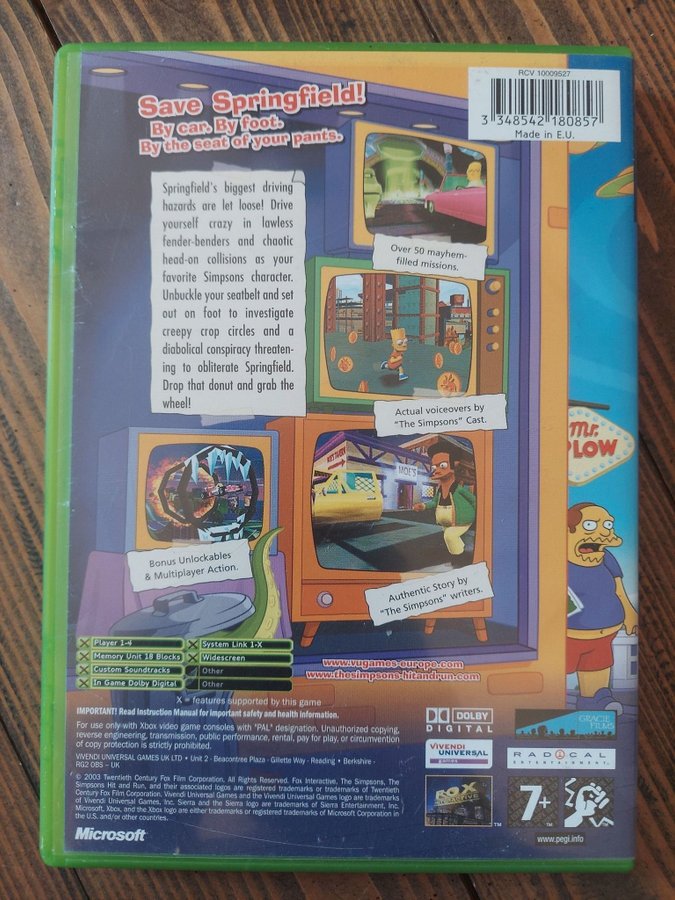 Save Springfield!
By car. By foot.
By the seat of your pants.
RCV 10009527
3 348542 180857
Made in E.U.
Springfield's biggest driving
hazards are let loose! Drive
yourself crazy in lawless
fender-benders and chaotic
head-on collisions as your
favorite Simpsons character.
Unbuckle your seatbelt and set
out on foot to investigate
creepy crop circles and a
diabolical conspiracy threaten-
ing to obliterate Springfield.
Drop that donut and grab the
wheel!
Over 50 mayhem-
filled missions.
Actual voiceovers by
"The Simpsons" Cast.
MOE'S
Authentic Story by
"The Simpsons" writers.
Bonus Unlockables
& Multiplayer Action.
Mr.
PLOW
Player 1-4
Memory Unit 18 Blocks
Custom Soundtracks
In Game Dolby Digital
System Link 1-X
Widescreen
Other
Other
X = features supported by this game
www.vugames-europe.com
www.thesimpsons-hitandrun.com
IMPORTANT! Read Instruction Manual for important safety and health information.
For use only with Xbox video game consoles with "PAL" designation. Unauthorized copying,
reverse engineering, transmission, public performance, rental, pay for play, or circumvention
of copy protection is strictly prohibited.
VIVENDI UNIVERSAL GAMES UK LTD • Unit 2 - Beacontree Plaza - Gillette Way - Reading • Berkshire -
RG2 0BS – UK
© 2003 Twentieth Century Fox Film Corporation. All Rights Reserved. Fox Interactive, The Simpsons, The
Simpsons Hit and Run, and their associated logos are registered trademarks or trademarks of Twentieth
Century Fox Film Corporation. Vivendi Universal Games and the Vivendi Universal Games logo are trademarks
of Vivendi Universal Games, Inc. Sierra and the Sierra logo are trademarks of Sierra Entertainment, Inc.
Microsoft, Xbox, and the Xbox logo are either trademarks or registered trademarks of Microsoft Corporation in
the U.S. and/or other countries.
Microsoft
DOLBY
DIGITAL
GRACIE
FILMS
VIVENDI
UNIVERSAL
games
RADICAL
ENTERTAINMENT
FOX
INTERACTIVE
TM
7+
TM
www.pegi.info